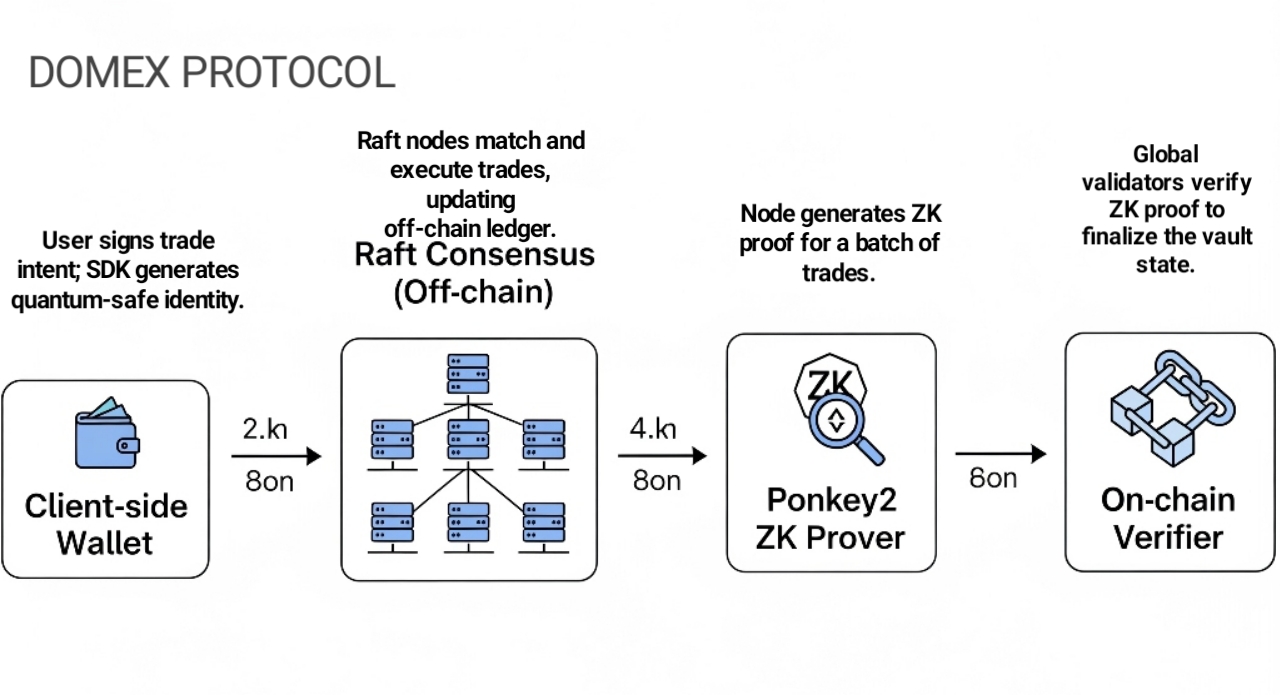 DOMEX PROTOCOL
User signs trade
intent; SDK generates
quantum-safe identity.
Client-side
Wallet
2.kn
8on
Raft nodes match and
execute trades,
updating
off-chain ledger.
Raft Consensus
(Off-chain)
4.kn
8on
Node generates ZK
proof for a batch of
trades.
ZK
Ponkey2
ZK Prover
8on
Global
validators verify
ZK proof to
finalize the vault
state.
On-chain
Verifier